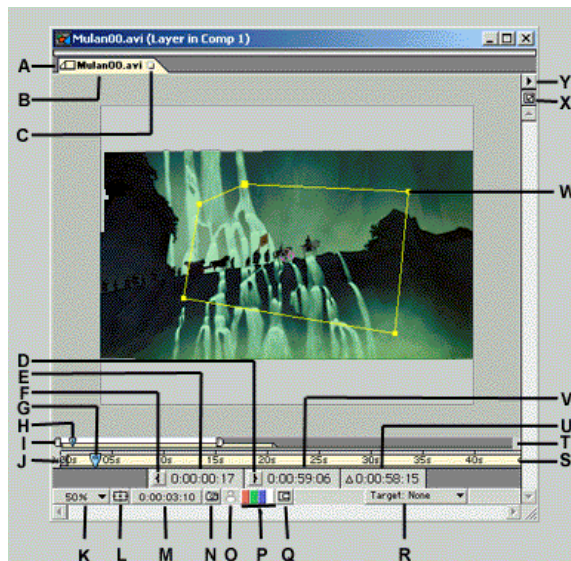 Mulan00.avi (Layer in Comp 1)
A
Mulan00.avi
B
C
Y
X
W
D
E
F
G
H
I
J
V
U
T
S
00s 05s 10s 15s 20s 25s 30s 35s 40s
0:00:00:17 0:00:59:06 Δ0:00:58:15
50% 0:00:03:10 Target: None
K L M N O P Q R